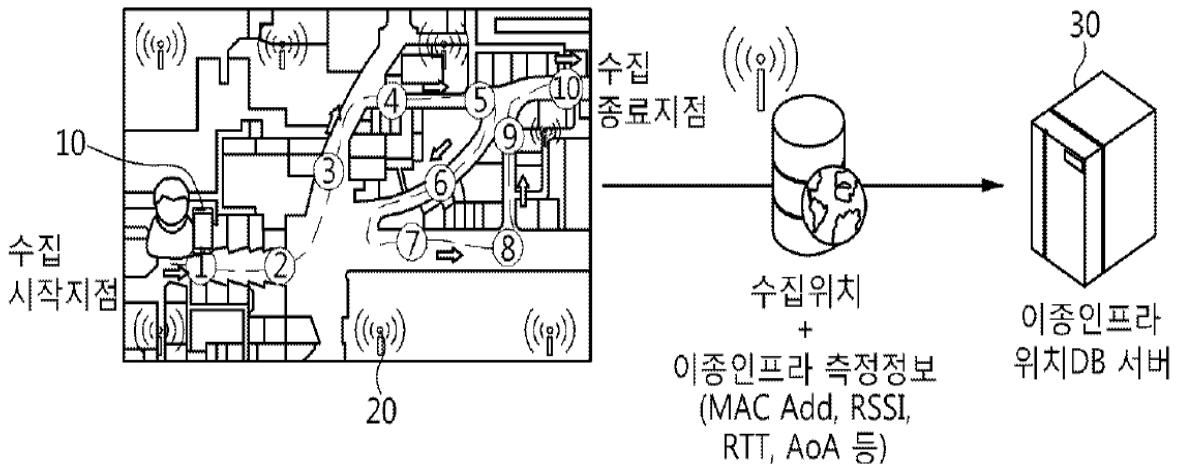 30
수집
종료지점
4
5
10
9
10
3
6
7
8
수집
시작지점
1
2
20
수집위치
+
이종인프라 측정정보
(MAC Add, RSSI,
RTT, AoA 등)
이종인프라
위치DB 서버